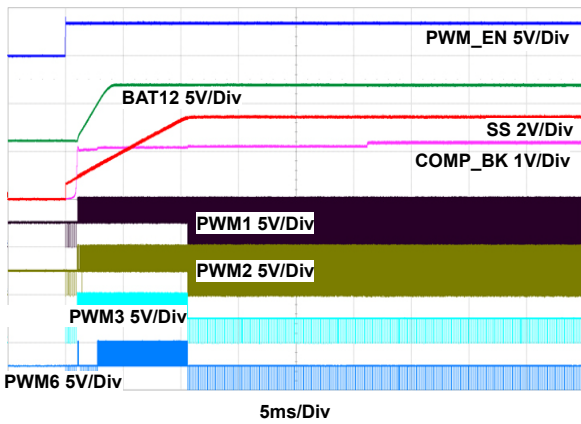 PWM_EN 5V/Div
BAT12 5V/Div
SS 2V/Div
COMP_BK 1V/Div
PWM1 5V/Div
PWM2 5V/Div
PWM3 5V/Div
PWM6 5V/Div
5ms/Div